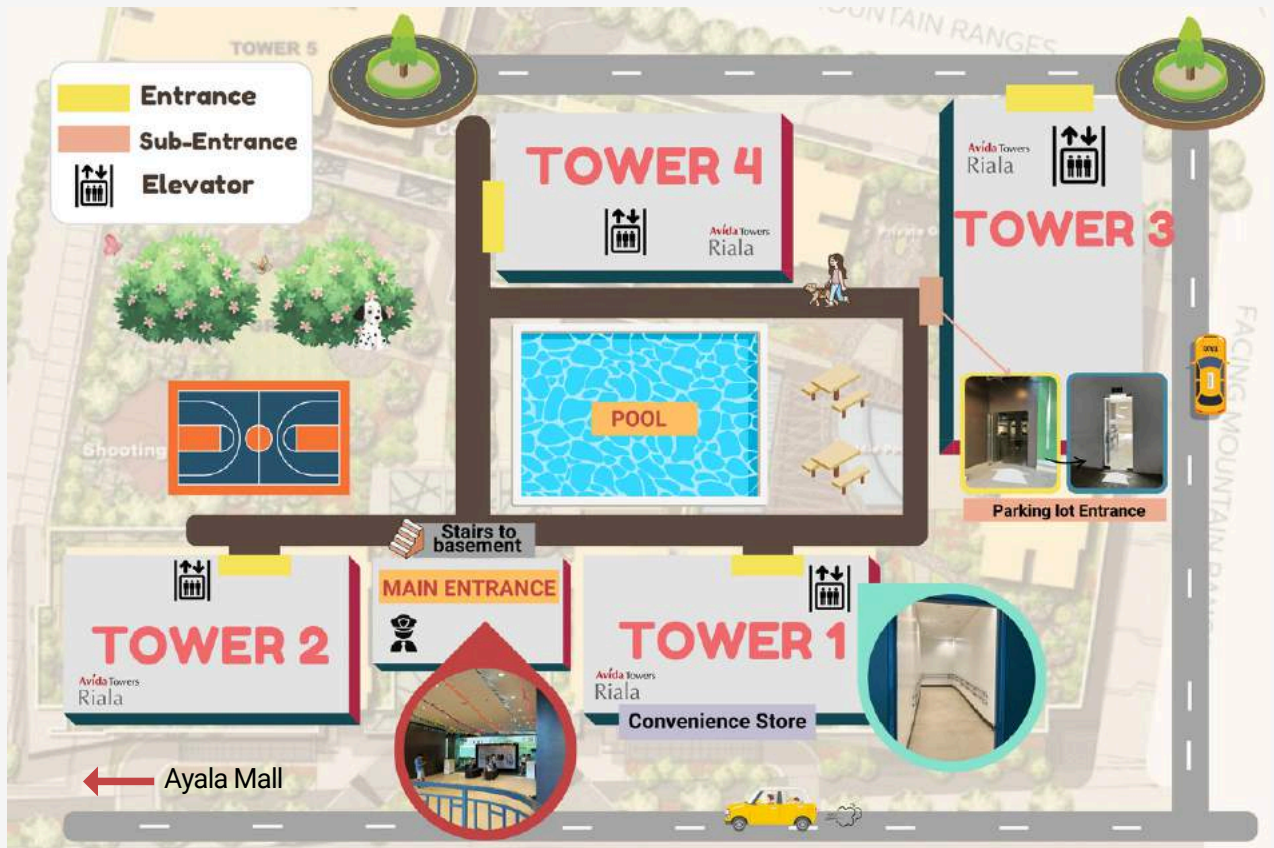 TOWER 5
MOUNTAIN RANGES
Entrance
Sub-Entrance
Elevator
TOWER 4
Avida Towers
Riala
Avida Towers
Riala
TOWER 3
Private
FACING MOUNTAIN RANG
POOL
Shooting
Parking lot Entrance
Stairs to
basement
MAIN ENTRANCE
TOWER 2
Avida Towers
Riala
TOWER 1
Avida Towers
Riala
Convenience Store
Ayala Mall